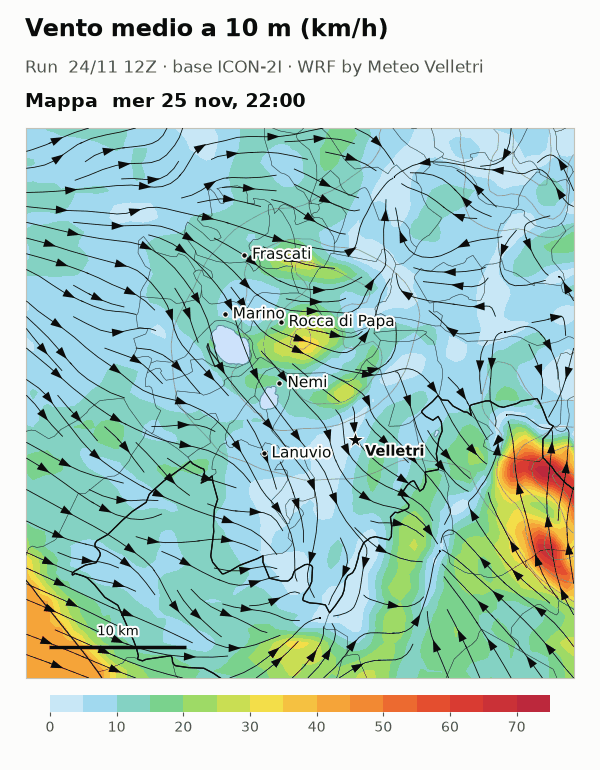 Vento medio a 10 m (km/h)
Run  24/11 12Z · base ICON-2I · WRF by Meteo Velletri
Mappa  mer 25 nov, 22:00
Frascati
Marino
Rocca di Papa
Nemi
Velletri
Lanuvio
10 km
0 10 20 30 40 50 60 70